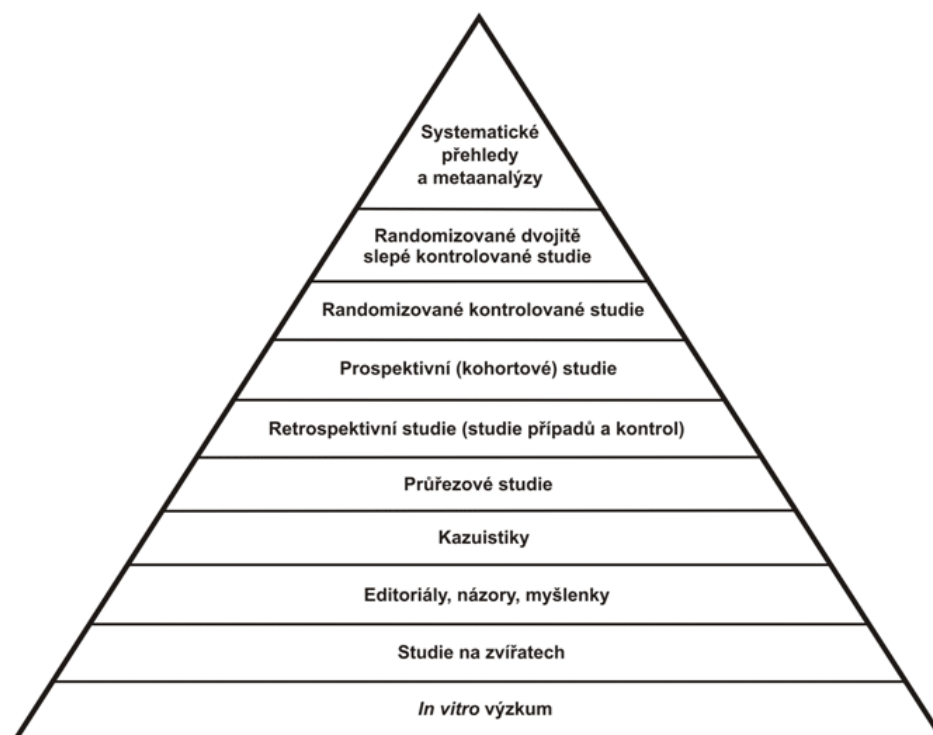 Systematické
přehledy
a metaanalýzy
Randomizované dvojitě
slepé kontrolované studie
Randomizované kontrolované studie
Prospektivní (kohortové) studie
Retrospektivní studie (studie případů a kontrol)
Průřezové studie
Kazuistiky
Editoriály, názory, myšlenky
Studie na zvířatech
In vitro výzkum